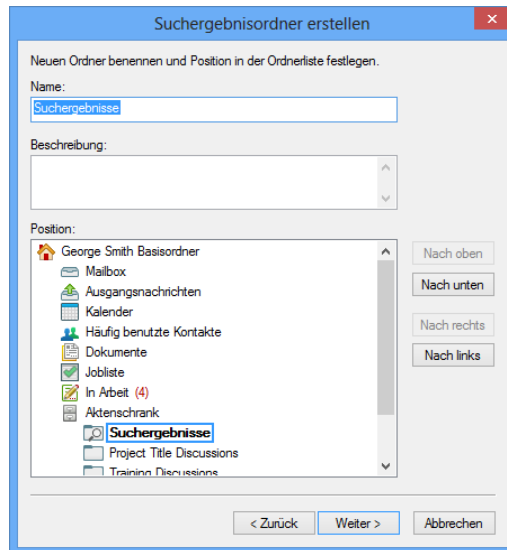 Suchergebnisordner erstellen
Neuen Ordner benennen und Position in der Ordnerliste festlegen.
Name:
Suchergebnisse
Beschreibung:
Position:
George Smith Basisordner
Mailbox
Ausgangsnachrichten
Kalender
Häufig benutzte Kontakte
Dokumente
Jobliste
In Arbeit (4)
Aktenschrank
Suchergebnisse
Project Title Discussions
Training Discussions
Nach oben
Nach unten
Nach rechts
Nach links
< Zurück
Weiter >
Abbrechen